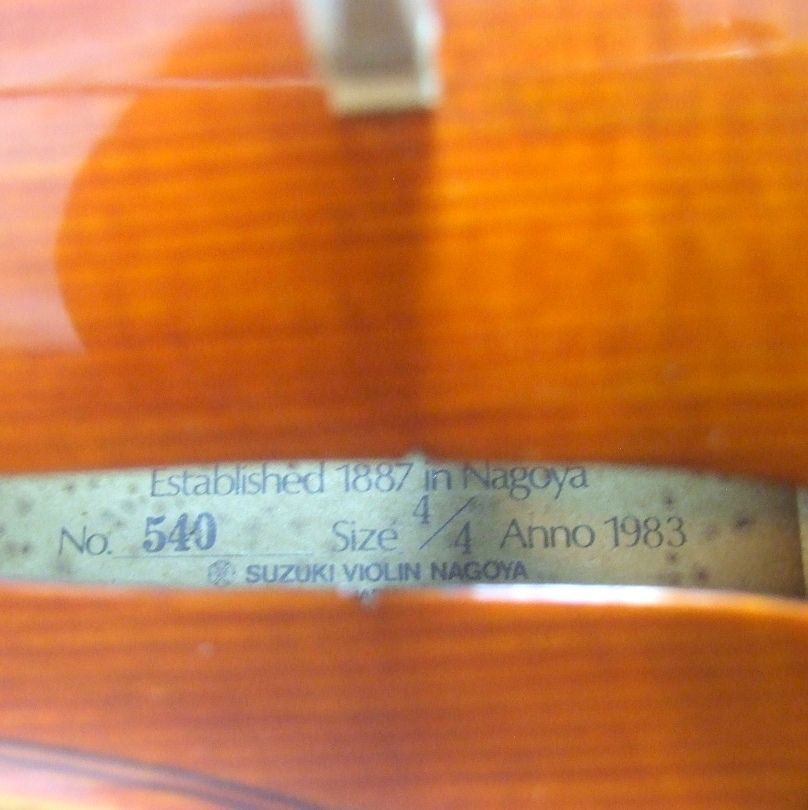 Established 1887 in Nagoya
No. 540 Size 4/4 Anno 1983
SUZUKI VIOLIN NAGOYA